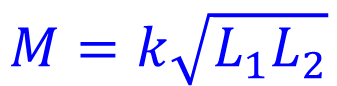 M = k√L₁L₂